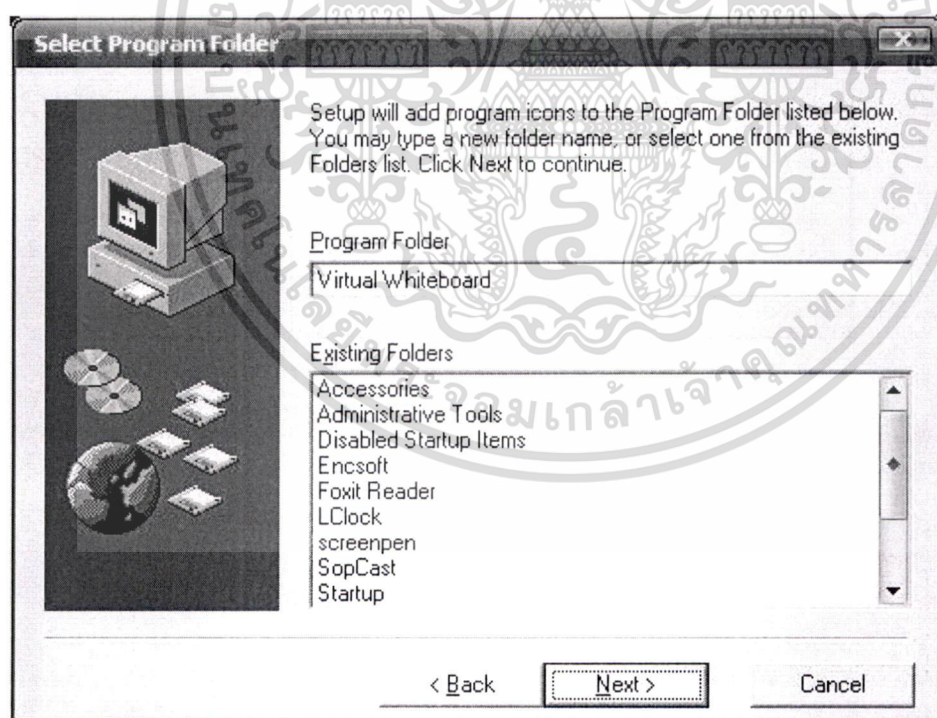 Select Program Folder
Setup will add program icons to the Program Folder listed below.
You may type a new folder name, or select one from the existing
Folders list. Click Next to continue.
Program Folder
Virtual Whiteboard
Existing Folders
Accessories
Administrative Tools
Disabled Startup Items
Encsoft
Foxit Reader
LClock
screenpen
SopCast
Startup
< Back
Next >
Cancel